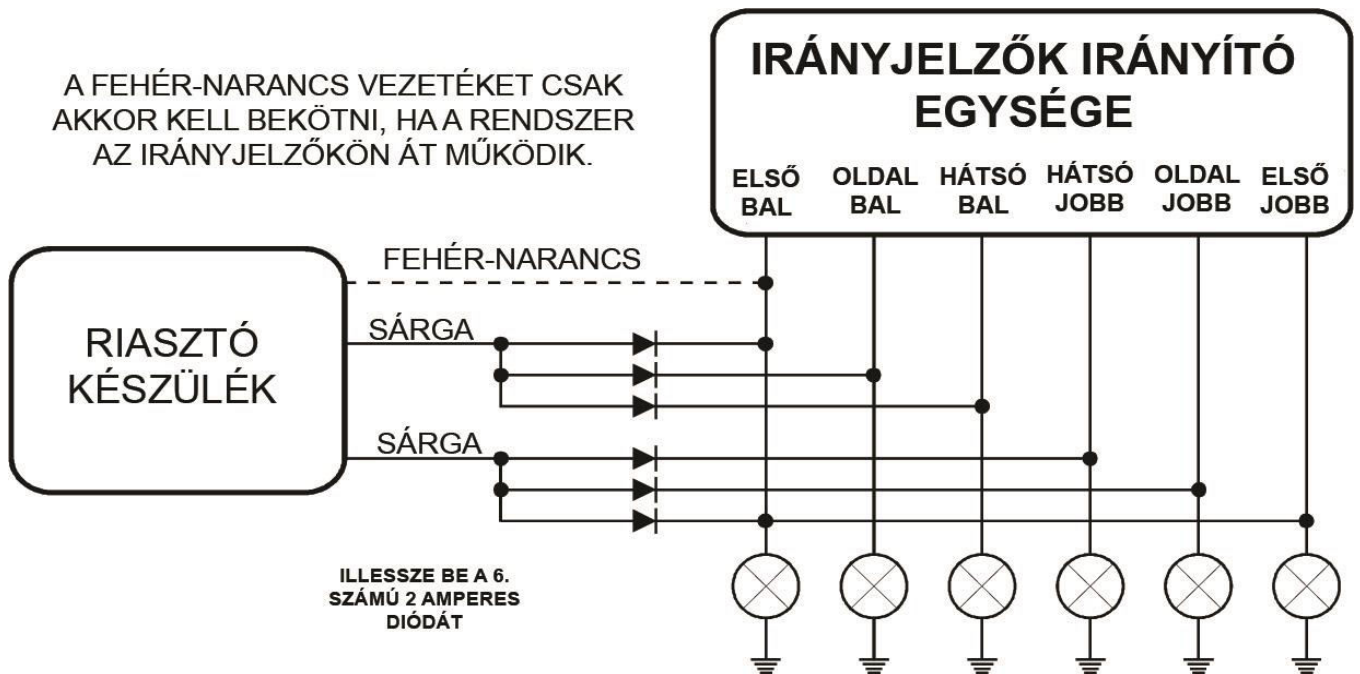 A FEHÉR-NARANCS VEZETÉKET CSAK
AKKOR KELL BEKÖTNI, HA A RENDSZER
AZ IRÁNYJELZŐKÖN ÁT MŰKÖDIK.
IRÁNYJELZŐK IRÁNYÍTÓ
EGYSÉGE
ELSŐ
BAL
OLDAL
BAL
HÁTSÓ
BAL
HÁTSÓ
JOBB
OLDAL
JOBB
ELSŐ
JOBB
FEHÉR-NARANCS
SÁRGA
RIASZTÓ
KÉSZÜLÉK
SÁRGA
ILLESSZE BE A 6.
SZÁMÚ 2 AMPERES
DIÓDÁT